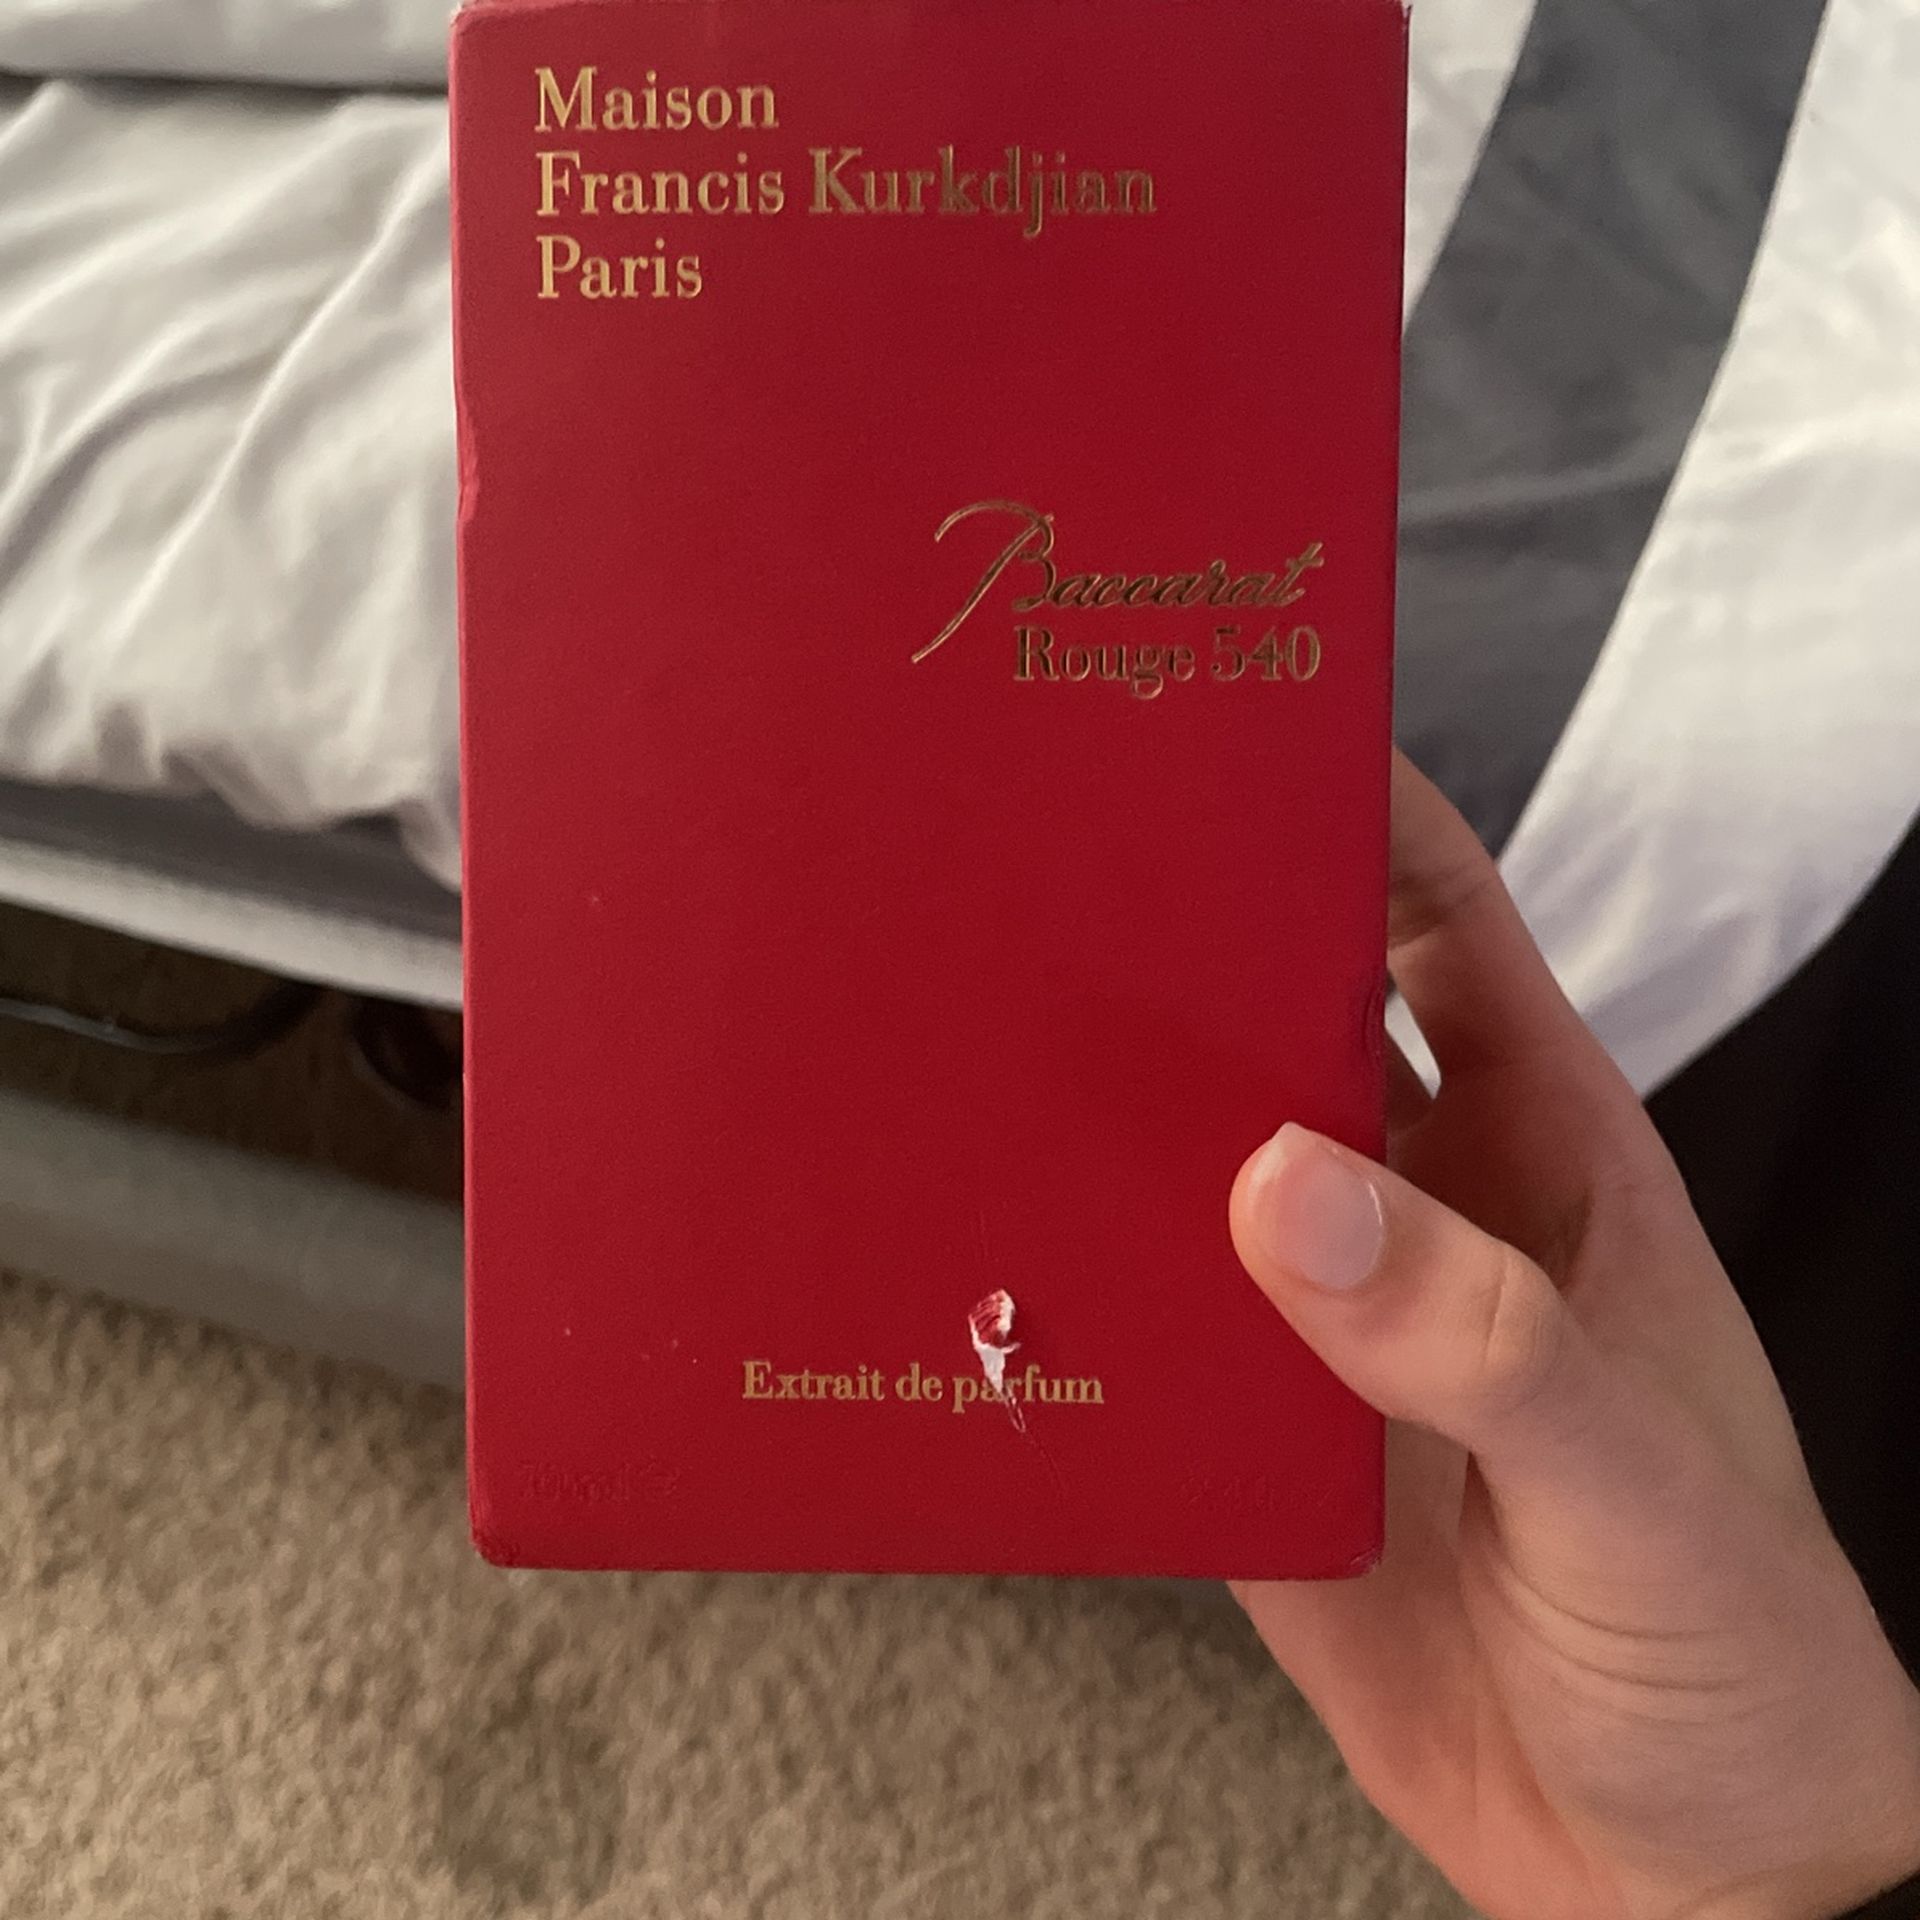 Maison
Francis Kurkdjian
Paris
Baccarat
Rouge 540
Extrait de parfum